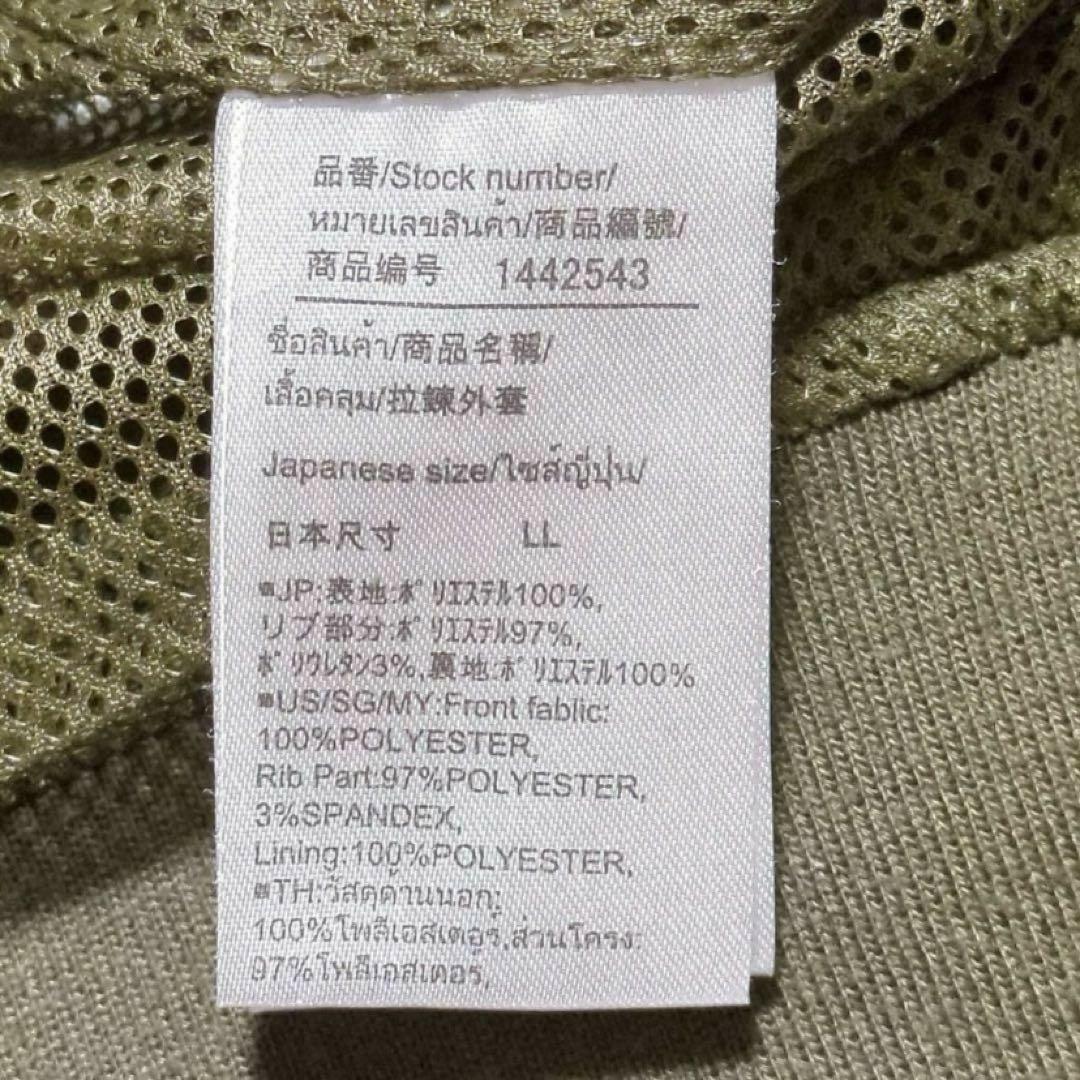 品番/Stock number/
หมายเลขสินค้า/商品編號/
商品编号 1442543
ชื่อสินค้า/商品名稱/
เสื้อคลุม/拉鍊外套
Japanese size/ไซส์ญี่ปุ่น/
日本尺寸 LL
■JP:表地:ﾎﾟﾘｴｽﾃﾙ100%,
リブ部分:ﾎﾟﾘｴｽﾃﾙ97%,
ﾎﾟﾘｳﾚﾀﾝ3%,裏地:ﾎﾟﾘｴｽﾃﾙ100%
■US/SG/MY:Front fablic:
100%POLYESTER,
Rib Part:97%POLYESTER,
3%SPANDEX,
Lining:100%POLYESTER,
■TH:วัสดุด้านนอก:
100%โพลีเอสเตอร์,ส่วนโครง:
97%โพลีเอสเตอร์,